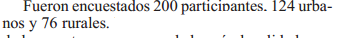 Fueron encuestados 200 participantes. 124 urba-
nos y 76 rurales.